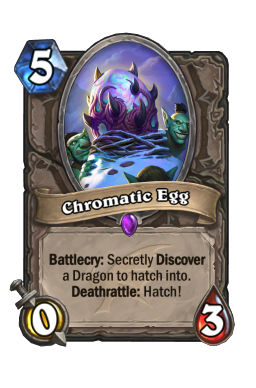 5
Chromatic Egg
Battlecry: Secretly Discover
a Dragon to hatch into.
Deathrattle: Hatch!
0
3